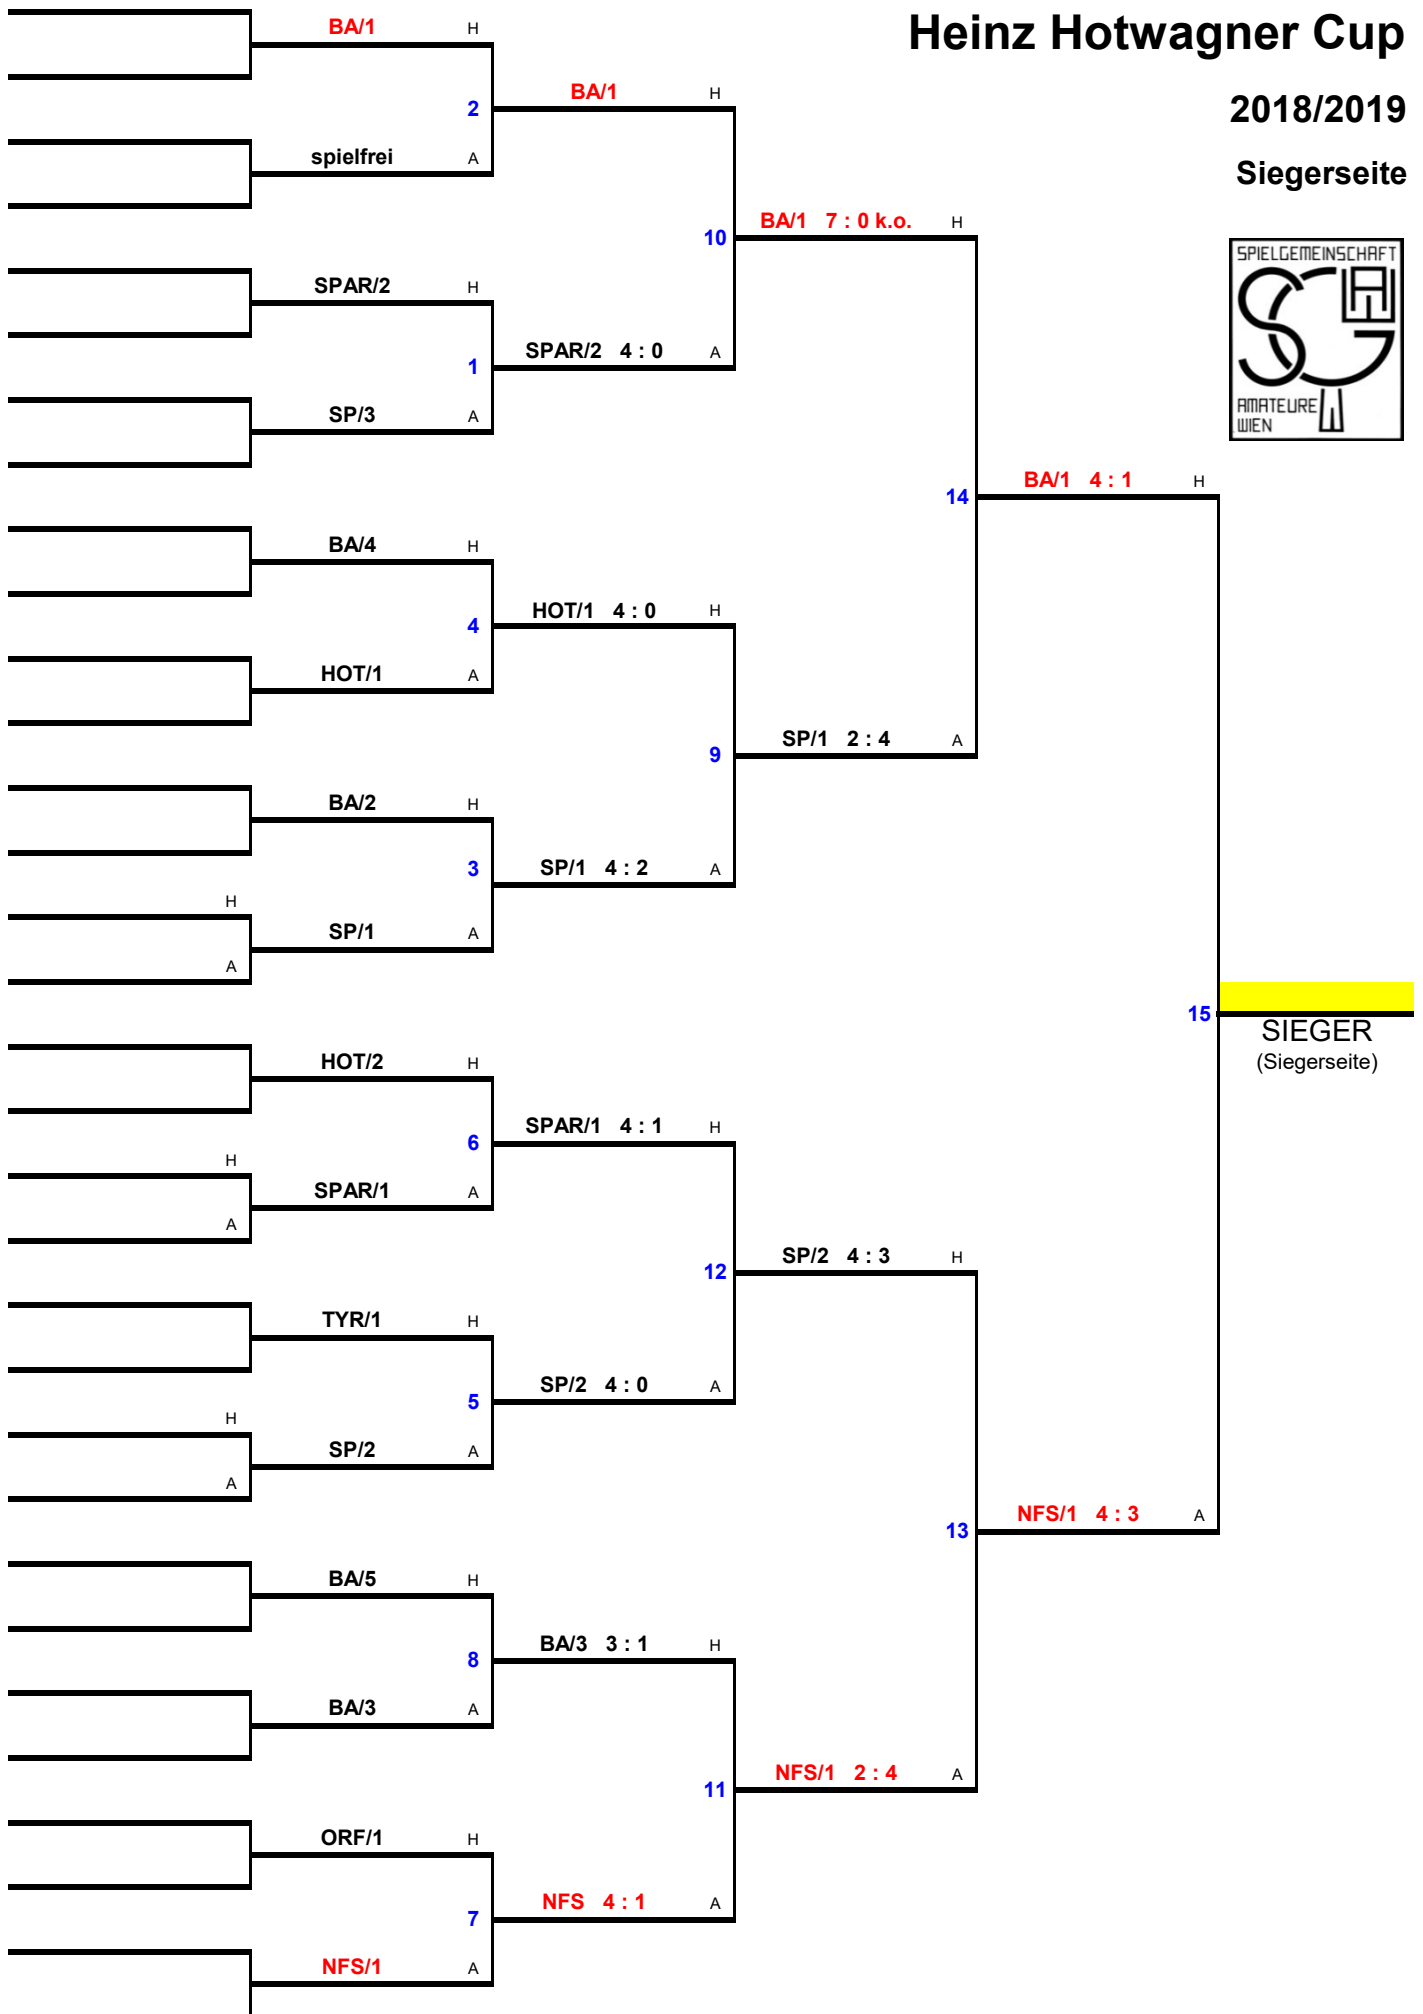 Heinz Hotwagner Cup
2018/2019
Siegerseite
SPIELGEMEINSCHAFT
SG
AMATEURE
WIEN
BA/1 H
2
BA/1 H
spielfrei A
10
BA/1 7 : 0 k.o. H
SPAR/2 H
1
SPAR/2 4 : 0 A
SP/3 A
14
BA/1 4 : 1 H
BA/4 H
4
HOT/1 4 : 0 H
HOT/1 A
9
SP/1 2 : 4 A
BA/2 H
3
SP/1 4 : 2 A
H
SP/1 A
A
15
SIEGER
(Siegerseite)
HOT/2 H
6
SPAR/1 4 : 1 H
H
SPAR/1 A
A
12
SP/2 4 : 3 H
TYR/1 H
5
SP/2 4 : 0 A
H
SP/2 A
A
13
NFS/1 4 : 3 A
BA/5 H
8
BA/3 3 : 1 H
BA/3 A
11
NFS/1 2 : 4 A
ORF/1 H
7
NFS 4 : 1 A
NFS/1 A